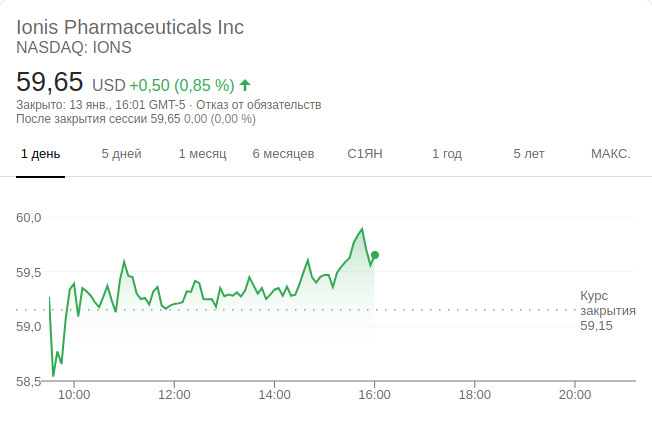 Ionis Pharmaceuticals Inc
NASDAQ: IONS
59,65 USD +0,50 (0,85 %)
Закрыто: 13 янв., 16:01 GMT-5 · Отказ от обязательств
После закрытия сессии 59,65 0,00 (0,00 %)
1 день 5 дней 1 месяц 6 месяцев С1ЯН 1 год 5 лет МАКС.
60,0
59,5
Курс
закрытия
59,15
59,0
58,5
10:00 12:00 14:00 16:00 18:00 20:00